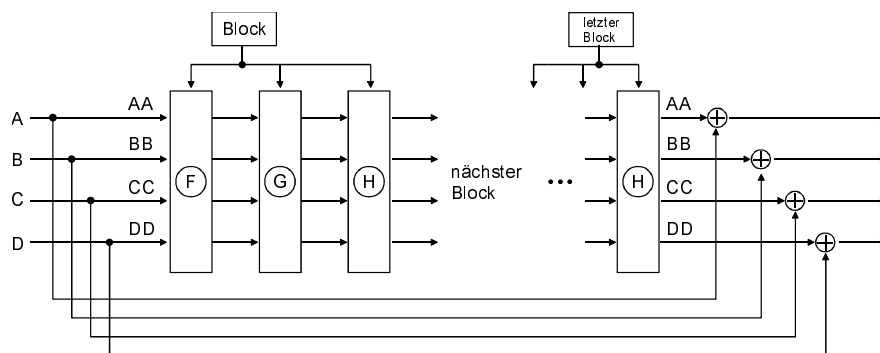 Block
letzter
Block
A
AA
AA
B
BB
BB
F
G
H
nächster
Block
...
H
C
CC
CC
D
DD
DD